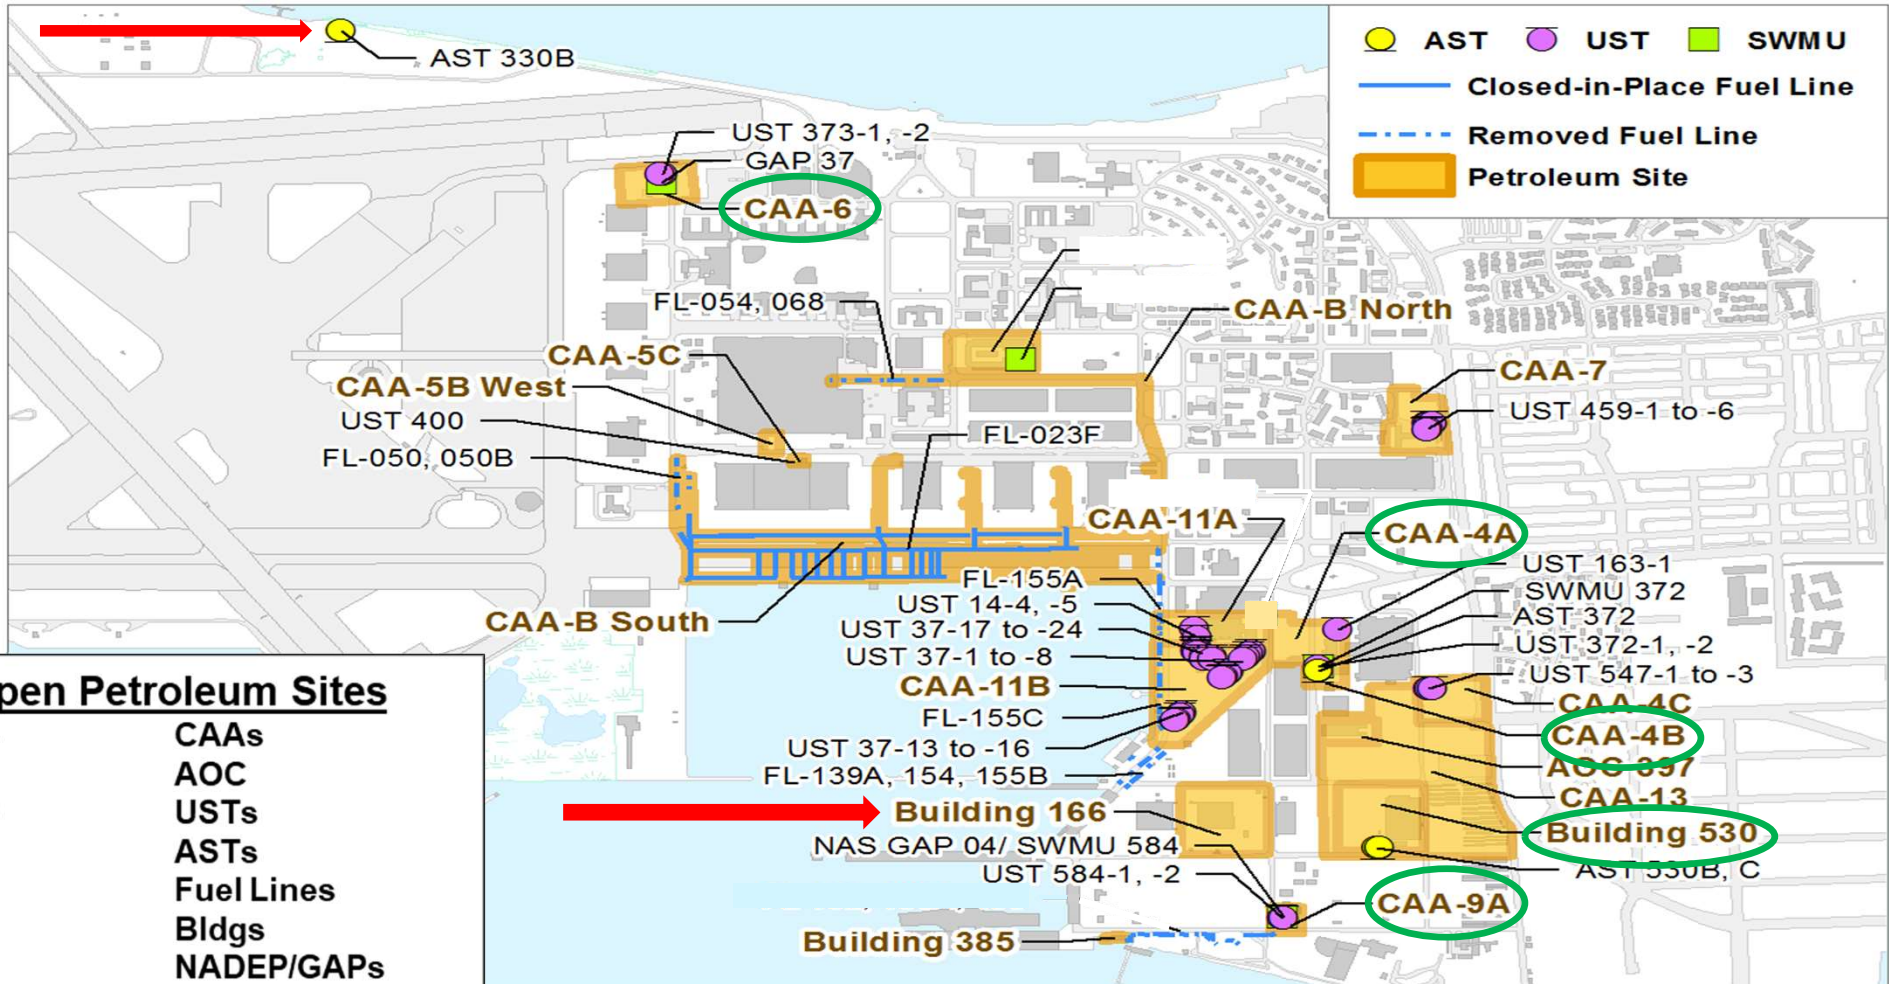 AST 330B
AST UST SWMU
Closed-in-Place Fuel Line
Removed Fuel Line
Petroleum Site
UST 373-1, -2
GAP 37
CAA-6
FL-054, 068
CAA-B North
CAA-5C
CAA-5B West
UST 400
FL-050, 050B
FL-023F
CAA-7
UST 459-1 to -6
CAA-11A
CAA-4A
CAA-B South
FL-155A
UST 14-4, -5
UST 37-17 to -24
UST 37-1 to -8
CAA-11B
FL-155C
UST 37-13 to -16
FL-139A, 154, 155B
UST 163-1
SWMU 372
AST 372
UST 372-1, -2
UST 547-1 to -3
CAA-4C
CAA-4B
AOC 397
CAA-13
Building 530
AST 530B, C
Building 166
NAS GAP 04/ SWMU 584
UST 584-1, -2
CAA-9A
Building 385
pen Petroleum Sites
CAAs
AOC
USTs
ASTs
Fuel Lines
Bldgs
NADEP/GAPs